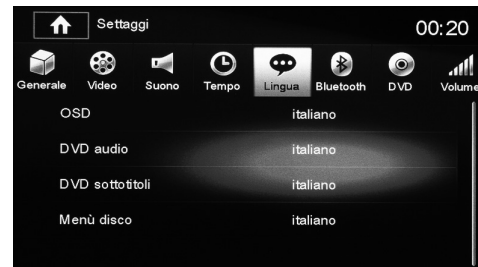 Settaggi 00:20
Generale Video Suono Tempo Lingua Bluetooth DVD Volume
OSD italiano
DVD audio italiano
DVD sottotitoli italiano
Menù disco italiano